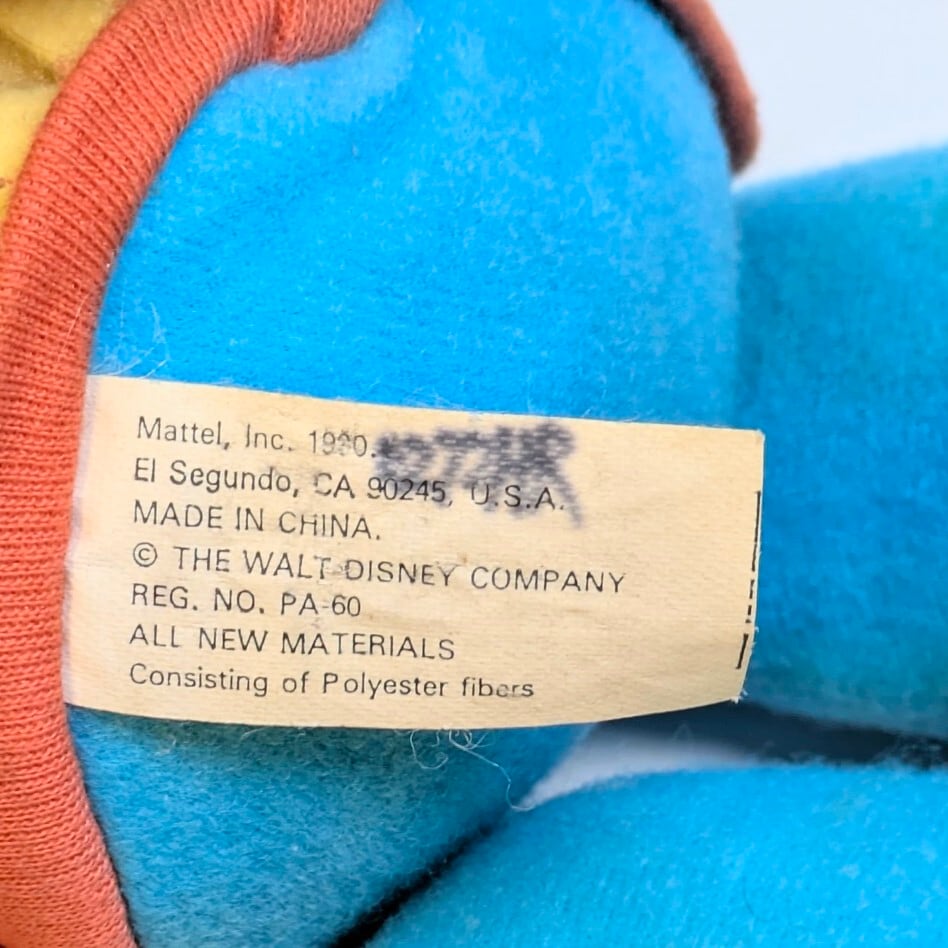 Mattel, Inc. 1990.
El Segundo, CA 90245, U.S.A.
MADE IN CHINA.
© THE WALT DISNEY COMPANY
REG. NO. PA-60
ALL NEW MATERIALS
Consisting of Polyester fibers